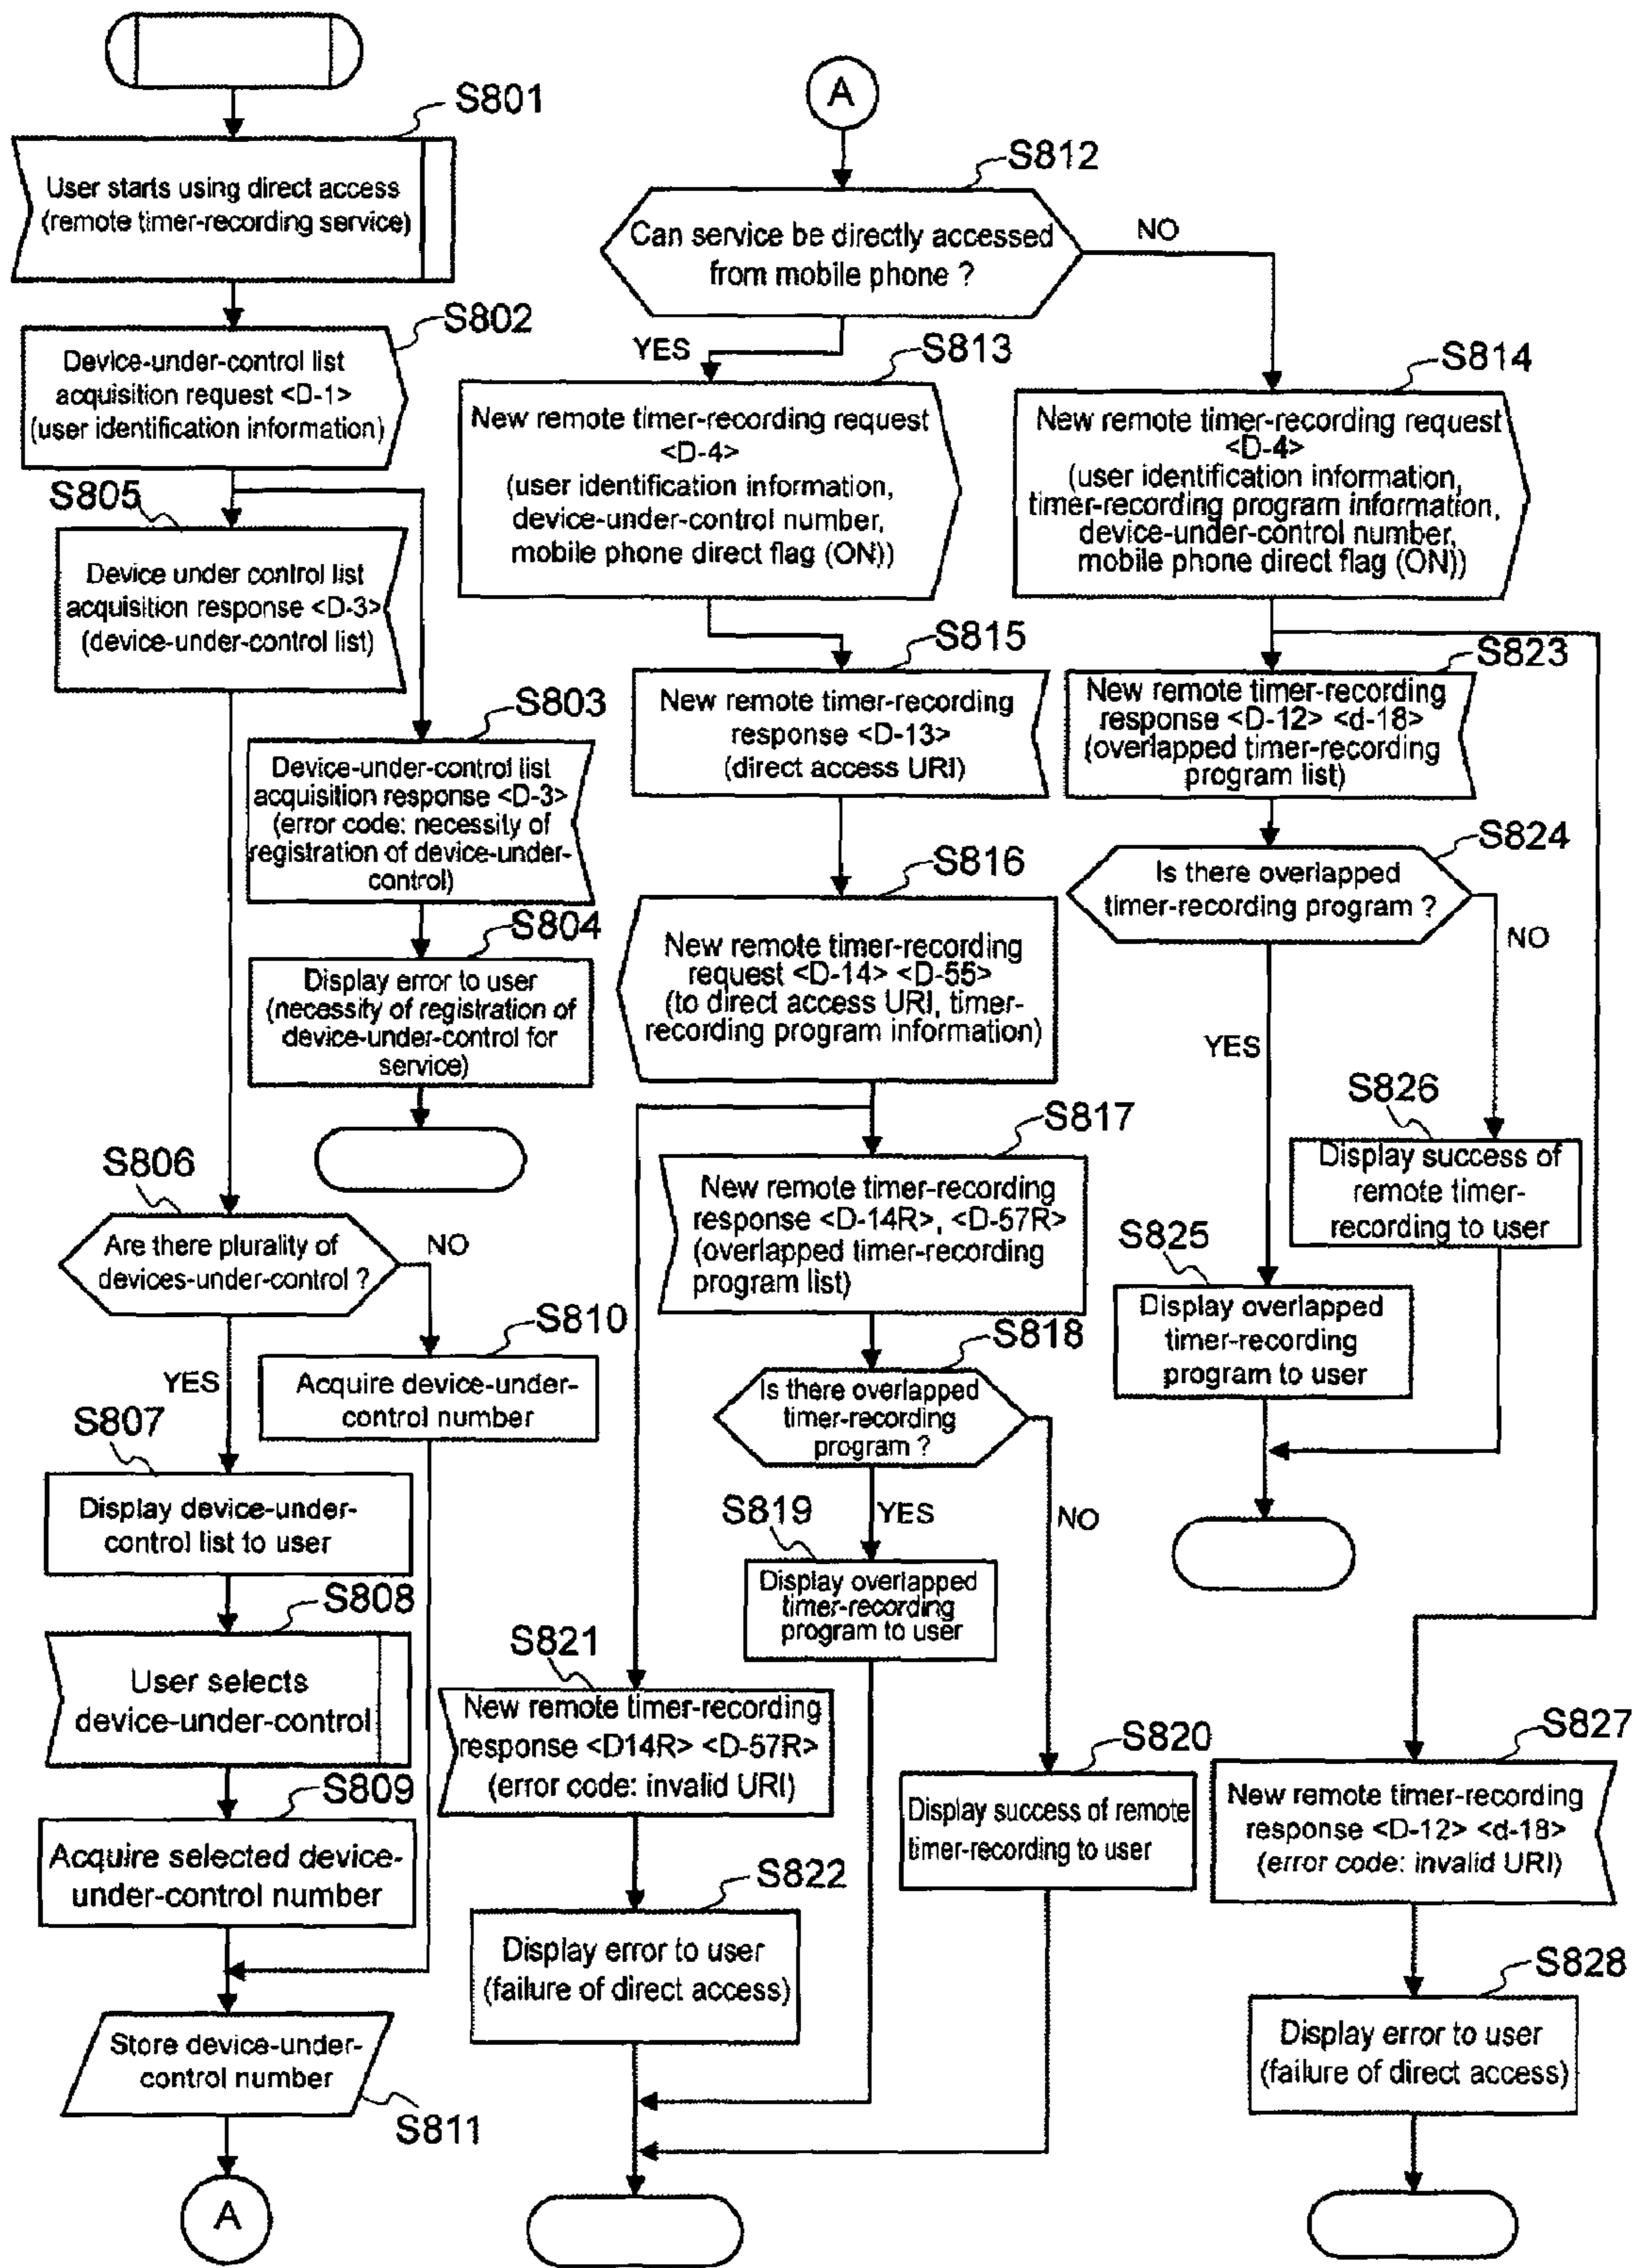 S801
User starts using direct access
(remote timer-recording service)
S802
Device-under-control list
acquisition request <D-1>
(user identification information)
S805
Device under control list
acquisition response <D-3>
(device-under-control list)
S803
Device-under-control list
acquisition response <D-3>
(error code: necessity of
registration of device-under-
control)
S804
Display error to user
(necessity of registration of
device-under-control for
service)
S806
Are there plurality of
devices-under-control ?
NO
YES
S810
Acquire device-under-
control number
S807
Display device-under-
control list to user
S808
User selects
device-under-control
S809
Acquire selected device-
under-control number
Store device-under-
control number
S811
A
A
S812
Can service be directly accessed
from mobile phone ?
NO
YES
S813
New remote timer-recording request
<D-4>
(user identification information,
device-under-control number,
mobile phone direct flag (ON))
S814
New remote timer-recording request
<D-4>
(user identification information,
timer-recording program information,
device-under-control number,
mobile phone direct flag (ON))
S815
New remote timer-recording
response <D-13>
(direct access URI)
S816
New remote timer-recording
request <D-14> <D-55>
(to direct access URI, timer-
recording program information)
S817
New remote timer-recording
response <D-14R>, <D-57R>
(overlapped timer-recording
program list)
S818
Is there overlapped
timer-recording
program ?
YES
NO
S819
Display overlapped
timer-recording
program to user
S821
New remote timer-recording
response <D14R> <D-57R>
(error code: invalid URI)
S820
Display success of remote
timer-recording to user
S822
Display error to user
(failure of direct access)
S823
New remote timer-recording
response <D-12> <d-18>
(overlapped timer-recording
program list)
S824
Is there overlapped
timer-recording program ?
NO
YES
S826
Display success of
remote timer-
recording to user
S825
Display overlapped
timer-recording
program to user
S827
New remote timer-recording
response <D-12> <d-18>
(error code: invalid URI)
S828
Display error to user
(failure of direct access)